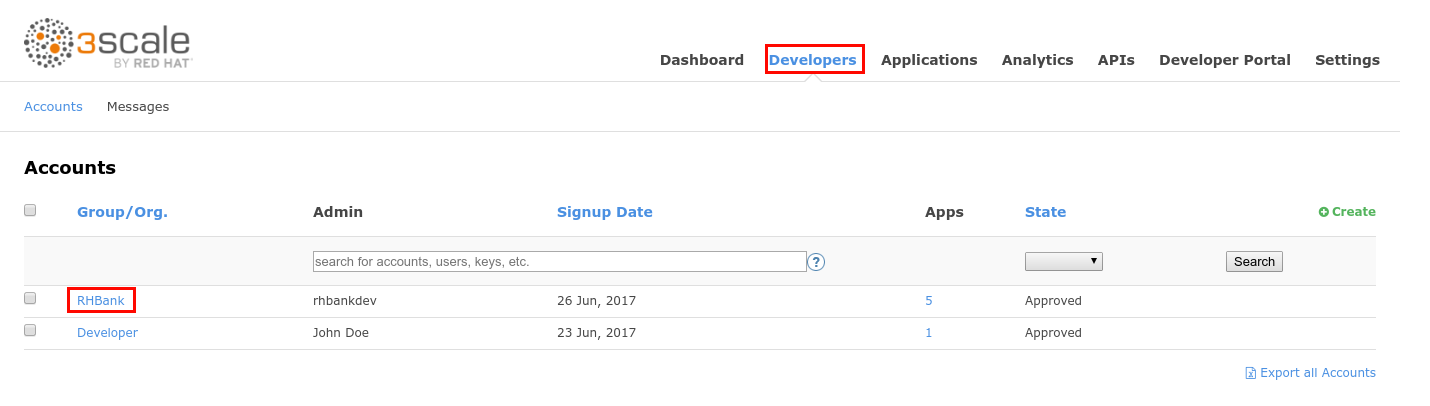 3scale
BY RED HAT
Dashboard Developers Applications Analytics APIs Developer Portal Settings
Accounts Messages
Accounts
Group/Org. Admin Signup Date Apps State Create
search for accounts, users, keys, etc. ? Search
RHBank rhbankdev 26 Jun, 2017 5 Approved
Developer John Doe 23 Jun, 2017 1 Approved
Export all Accounts